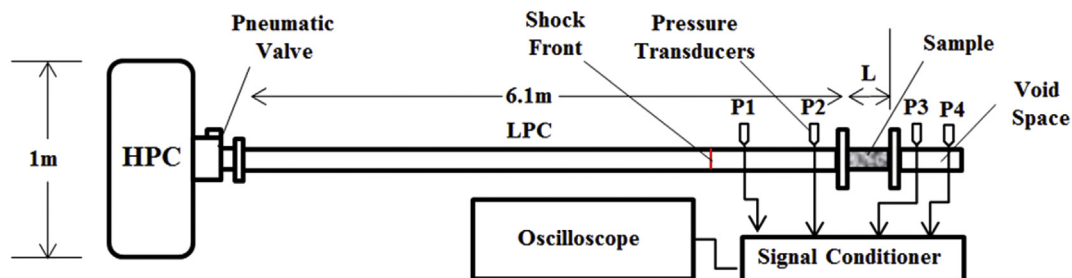 Pneumatic
Valve
Shock
Front
Pressure
Transducers
Sample
L
Void
Space
6.1m
P1
P2
P3
P4
LPC
1m
HPC
Oscilloscope
Signal Conditioner